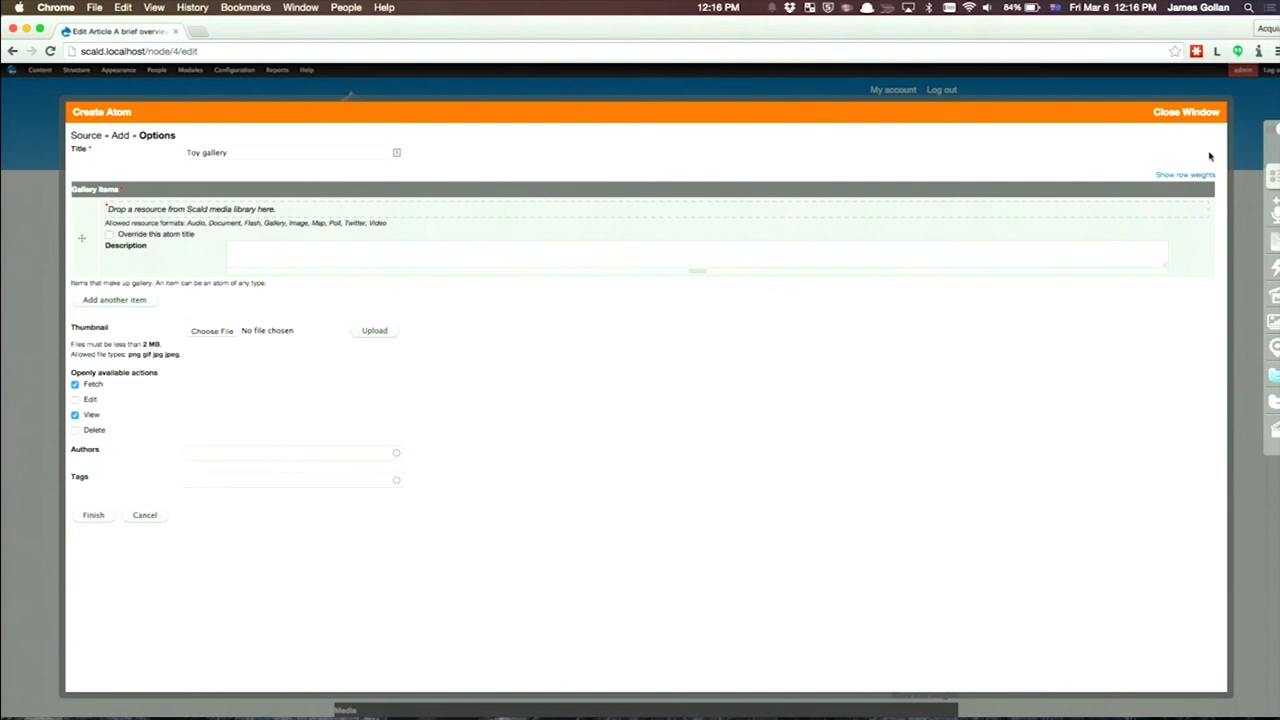 Chrome File Edit View History Bookmarks Window People Help 12:16 PM 84% Fri Mar 6 12:16 PM James Gollan
Edit Article A brief overvie
Acquia
scald.localhost/node/4/edit
Content Structure Appearance People Modules Configuration Reports Help admin Log o
My account Log out
Create Atom Close Window
Source » Add » Options
Title * Toy gallery
Show row weights
Gallery Items *
* Drop a resource from Scald media library here.
Allowed resource formats: Audio, Document, Flash, Gallery, Image, Map, Poll, Twitter, Video
Override this atom title
Description
Items that make up gallery. An item can be an atom of any type.
Add another item
Thumbnail Choose File No file chosen Upload
Files must be less than 2 MB.
Allowed file types: png gif jpg jpeg.
Openly available actions
Fetch
Edit
View
Delete
Authors
Tags
Finish Cancel
Media